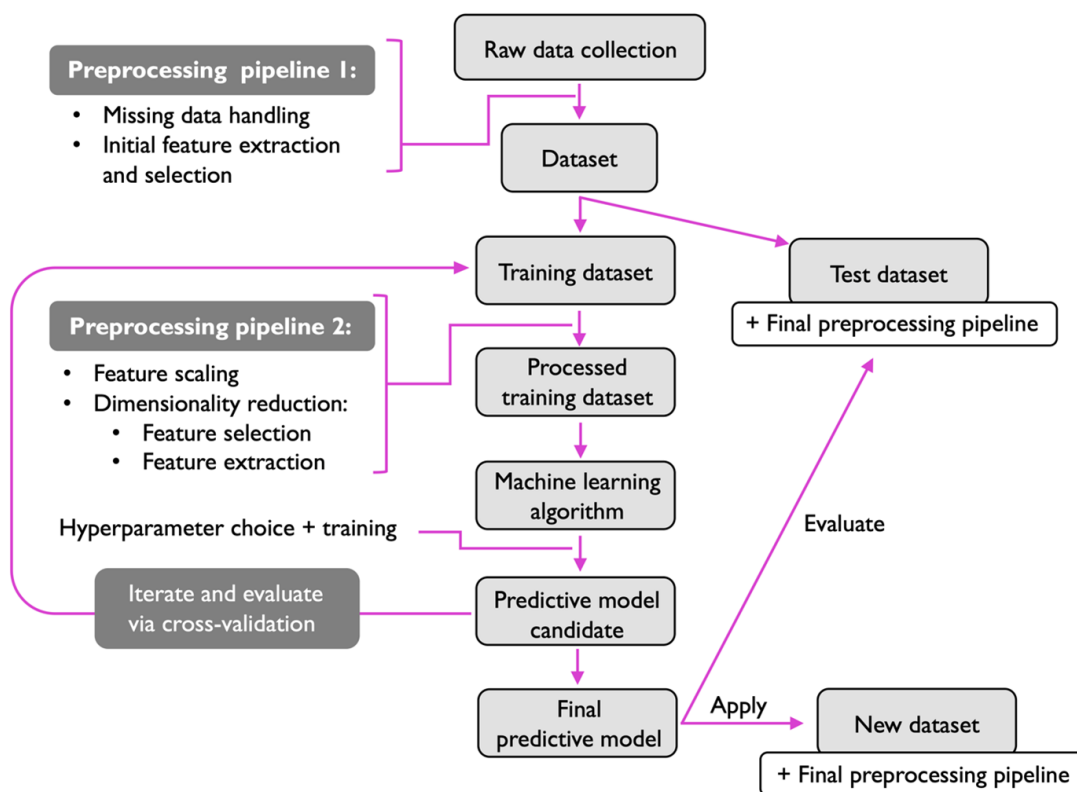 Raw data collection
Preprocessing pipeline 1:
• Missing data handling
• Initial feature extraction
and selection
Dataset
Training dataset
Test dataset
+ Final preprocessing pipeline
Preprocessing pipeline 2:
• Feature scaling
• Dimensionality reduction:
• Feature selection
• Feature extraction
Processed
training dataset
Machine learning
algorithm
Evaluate
Hyperparameter choice + training
Iterate and evaluate
via cross-validation
Predictive model
candidate
Final
predictive model
Apply
New dataset
+ Final preprocessing pipeline